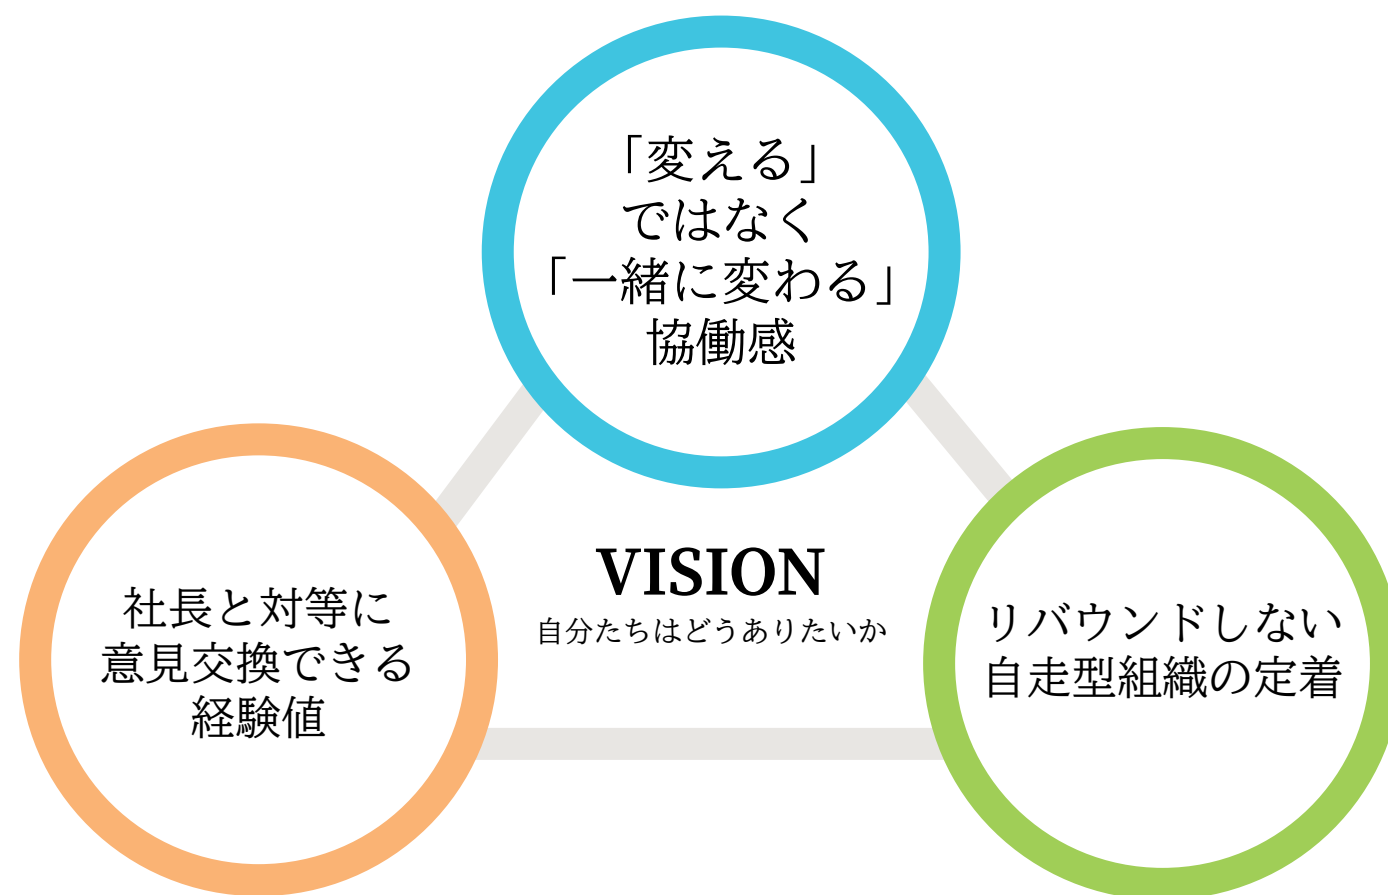 「変える」
ではなく
「一緒に変わる」
協働感
VISION
自分たちはどうありたいか
社長と対等に
意見交換できる
経験値
リバウンドしない
自走型組織の定着